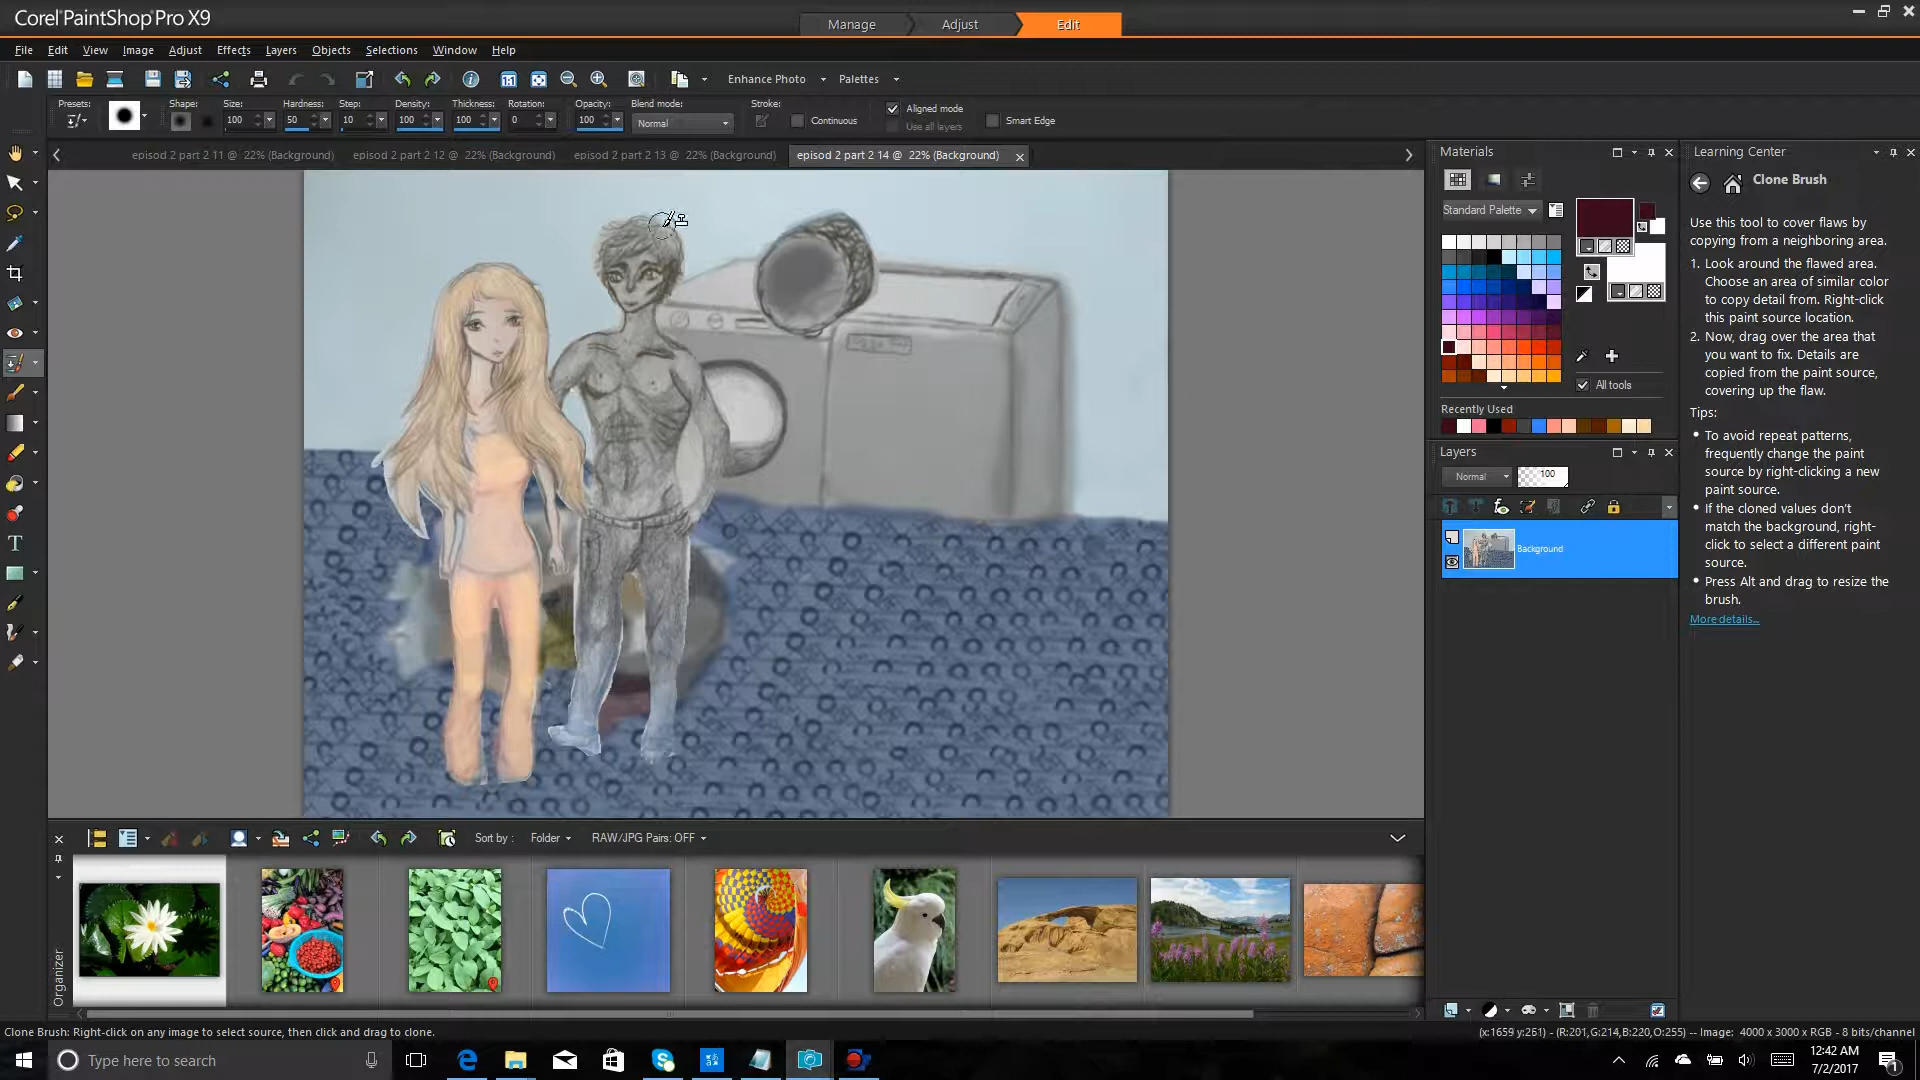 Corel PaintShop Pro X9
Manage Adjust Edit
File Edit View Image Adjust Effects Layers Objects Selections Window Help
Enhance Photo Palettes
Presets: Shape: Size: Hardness: Step: Density: Thickness: Rotation: Opacity: Blend mode: Stroke:
100 50 10 100 100 0 100 Normal Continuous
Aligned mode
Use all layers
Smart Edge
episod 2 part 2 11 @ 22% (Background) episod 2 part 2 12 @ 22% (Background) episod 2 part 2 13 @ 22% (Background) episod 2 part 2 14 @ 22% (Background)
Materials
Standard Palette
All tools
Recently Used
Layers
Normal 100
Background
Learning Center
Clone Brush
Use this tool to cover flaws by
copying from a neighboring area.
1. Look around the flawed area.
Choose an area of similar color
to copy detail from. Right-click
this paint source location.
2. Now, drag over the area that
you want to fix. Details are
copied from the paint source,
covering up the flaw.
Tips:
• To avoid repeat patterns,
frequently change the paint
source by right-clicking a new
paint source.
• If the cloned values don't
match the background, right-
click to select a different paint
source.
• Press Alt and drag to resize the
brush.
More details...
Sort by : Folder RAW/JPG Pairs: OFF
Organizer
Clone Brush: Right-click on any image to select source, then click and drag to clone.
(x:1659 y:261) - (R:201,G:214,B:220,O:255) -- Image: 4000 x 3000 x RGB - 8 bits/channel
Type here to search
12:42 AM
7/2/2017
1